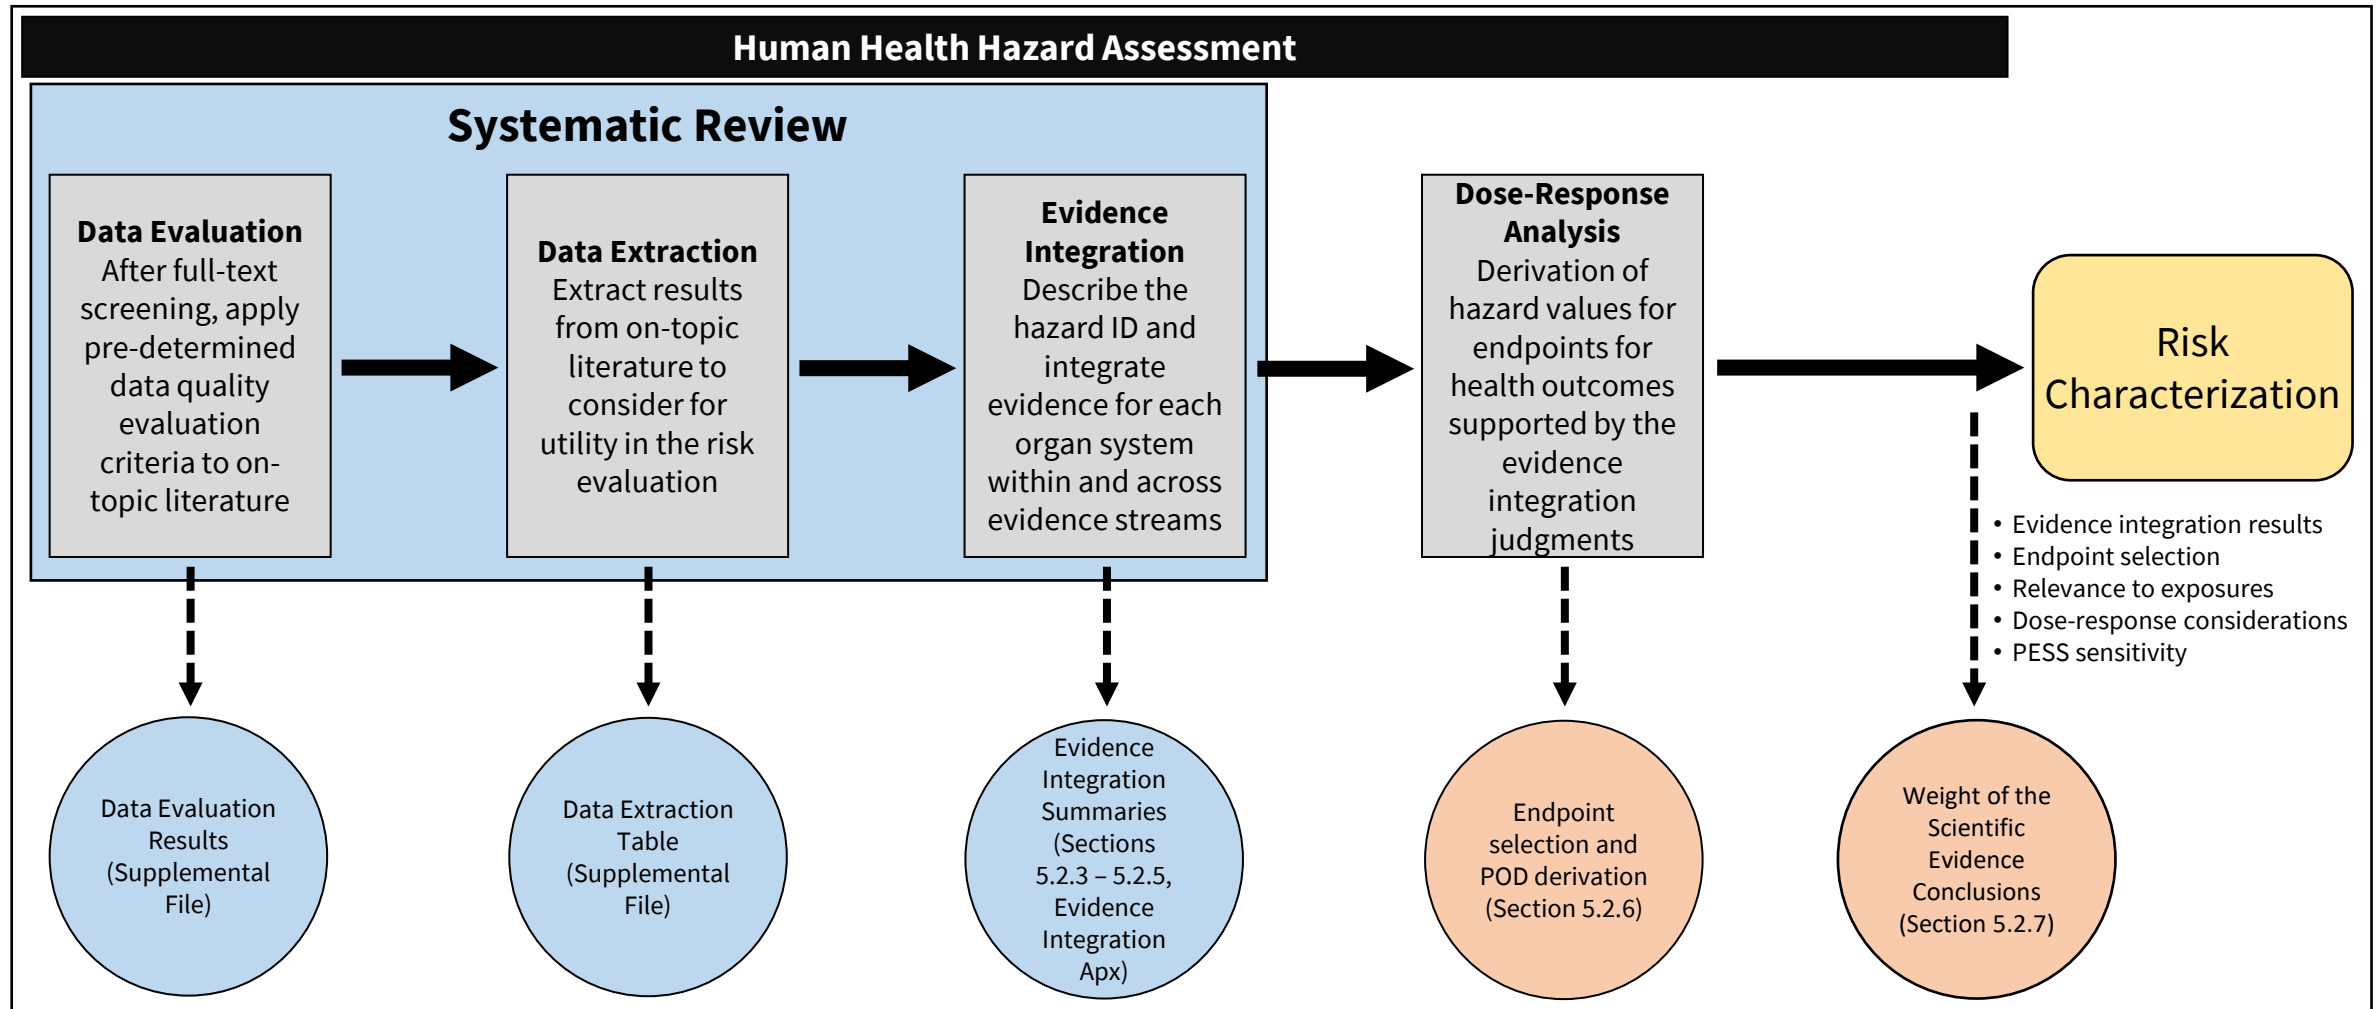 Human Health Hazard Assessment
Systematic Review
Data Evaluation
After full-text
screening, apply
pre-determined
data quality
evaluation
criteria to on-
topic literature
Data Extraction
Extract results
from on-topic
literature to
consider for
utility in the risk
evaluation
Evidence
Integration
Describe the
hazard ID and
integrate
evidence for each
organ system
within and across
evidence streams
Dose-Response
Analysis
Derivation of
hazard values for
endpoints for
health outcomes
supported by the
evidence
integration
judgments
Risk
Characterization
• Evidence integration results
• Endpoint selection
• Relevance to exposures
• Dose-response considerations
• PESS sensitivity
Data Evaluation
Results
(Supplemental
File)
Data Extraction
Table
(Supplemental
File)
Evidence
Integration
Summaries
(Sections
5.2.3 – 5.2.5,
Evidence
Integration
Apx)
Endpoint
selection and
POD derivation
(Section 5.2.6)
Weight of the
Scientific
Evidence
Conclusions
(Section 5.2.7)